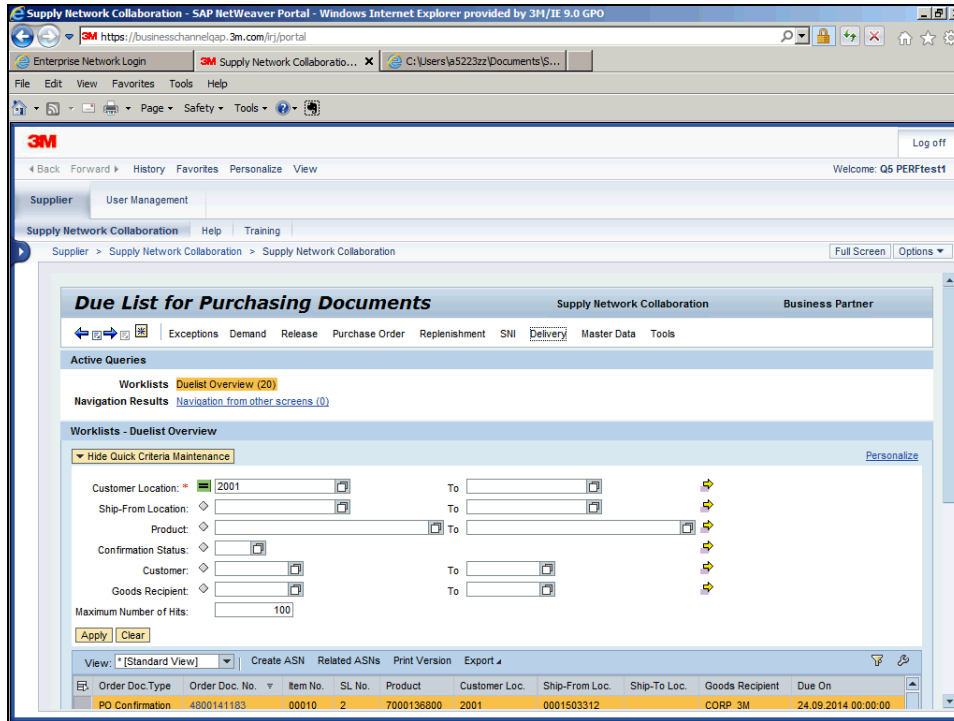 Supply Network Collaboration - SAP NetWeaver Portal - Windows Internet Explorer provided by 3M/IE 9.0 GPO
3M https://businesschannelqap.3m.com/irj/portal
Enterprise Network Login 3M Supply Network Collaboratio... X C:\Users\a5223zz\Documents\S...
File Edit View Favorites Tools Help
Page Safety Tools
3M Log off
Back Forward History Favorites Personalize View Welcome: Q5 PERFtest1
Supplier User Management
Supply Network Collaboration Help Training
Supplier > Supply Network Collaboration > Supply Network Collaboration Full Screen Options
Due List for Purchasing Documents Supply Network Collaboration Business Partner
Exceptions Demand Release Purchase Order Replenishment SNI Delivery Master Data Tools
Active Queries
Worklists Duelist Overview (20)
Navigation Results Navigation from other screens (0)
Worklists - Duelist Overview
Hide Quick Criteria Maintenance Personalize
Customer Location: * 2001 To
Ship-From Location: To
Product: To
Confirmation Status:
Customer: To
Goods Recipient: To
Maximum Number of Hits: 100
Apply Clear
View: * [Standard View] Create ASN Related ASNs Print Version Export
Order Doc.Type Order Doc. No. Item No. SL No. Product Customer Loc. Ship-From Loc. Ship-To Loc. Goods Recipient Due On
PO Confirmation 4800141183 00010 2 7000136800 2001 0001503312 CORP_3M 24.09.2014 00:00:00